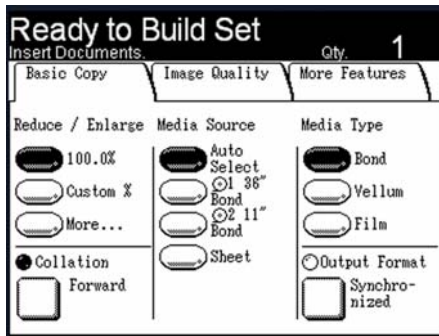 Ready to Build Set
Insert Documents.
Qty. 1
Basic Copy
Image Quality
More Features
Reduce / Enlarge
Media Source
Media Type
100.0%
Custom %
More...
Auto
Select
1 36"
Bond
2 11"
Bond
Sheet
Bond
Vellum
Film
Collation
Forward
Output Format
Synchro-
nized